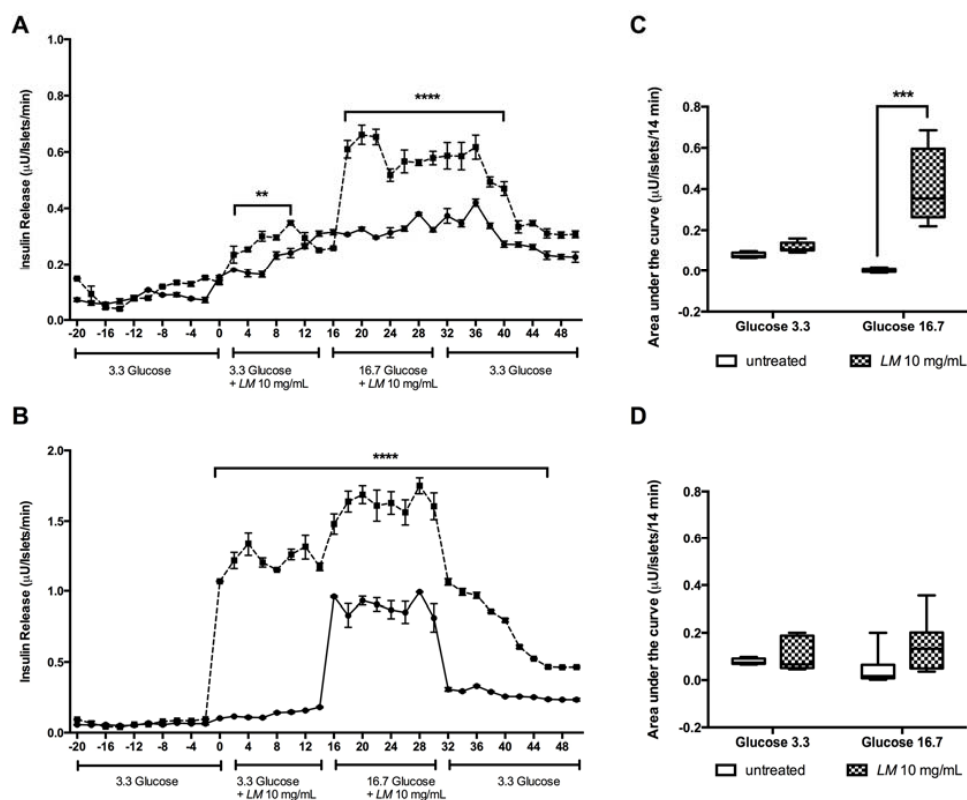 A
Insulin Release (µU/Islets/min)
1.0
0.8
0.6
0.4
0.2
0.0
**
****
-20 -16 -12 -8 -4 0 4 8 12 16 20 24 28 32 36 40 44 48
3.3 Glucose
3.3 Glucose
+ LM 10 mg/mL
16.7 Glucose
+ LM 10 mg/mL
3.3 Glucose
B
Insulin Release (µU/Islets/min)
2.0
1.5
1.0
0.5
0.0
****
-20 -16 -12 -8 -4 0 4 8 12 16 20 24 28 32 36 40 44 48
3.3 Glucose
3.3 Glucose
+ LM 10 mg/mL
16.7 Glucose
+ LM 10 mg/mL
3.3 Glucose
C
Area under the curve (µU/islets/14 min)
0.8
0.6
0.4
0.2
0.0
-0.2
***
Glucose 3.3 Glucose 16.7
untreated LM 10 mg/mL
D
Area under the curve (µU/islets/14 min)
0.8
0.6
0.4
0.2
0.0
-0.2
Glucose 3.3 Glucose 16.7
untreated LM 10 mg/mL